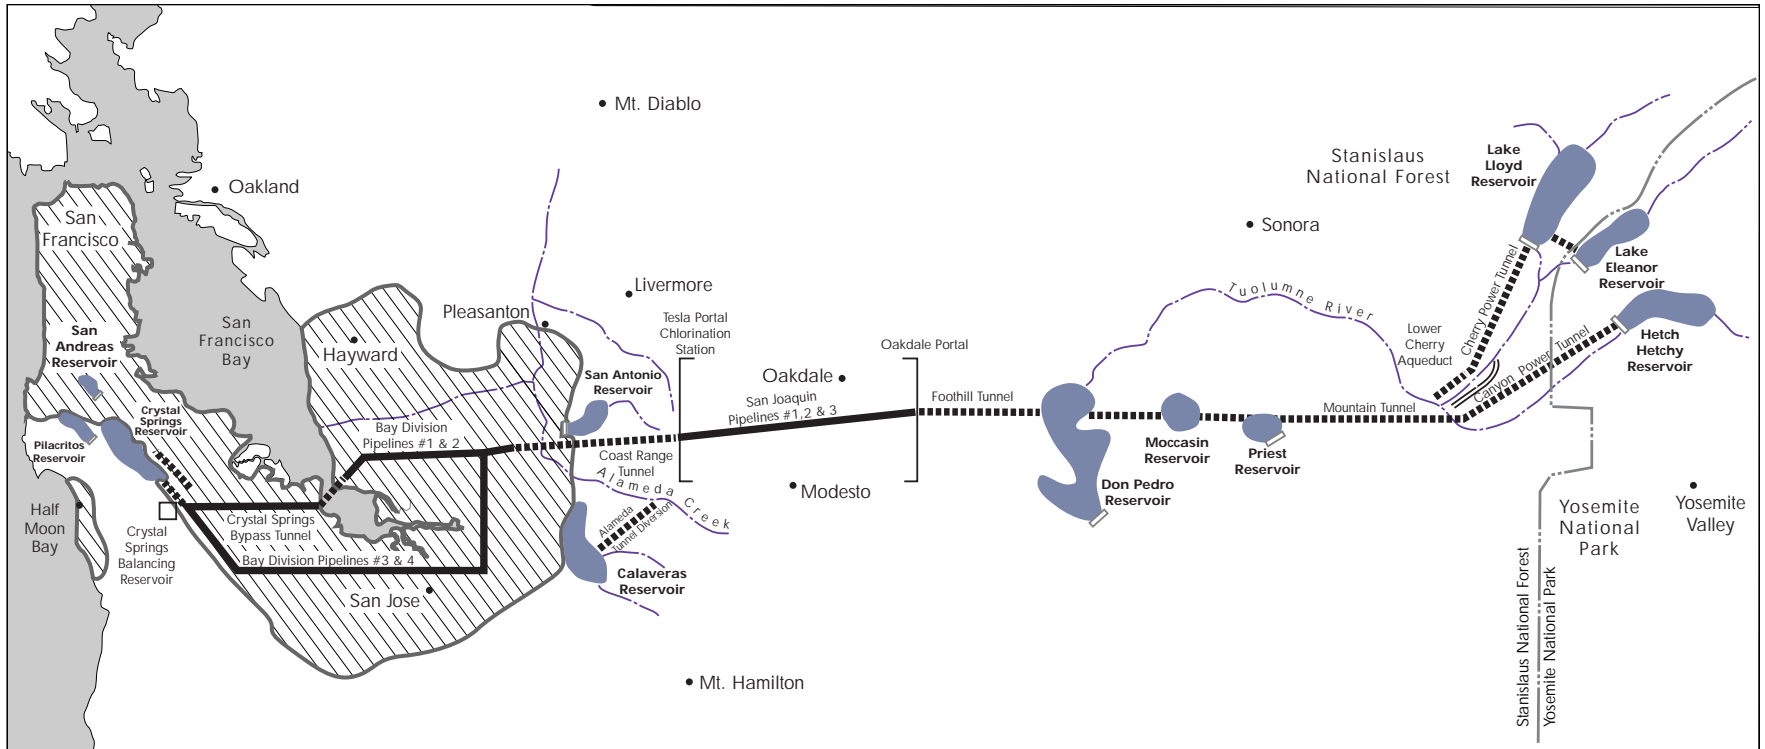 Mt. Diablo
Oakland
San
Francisco
San
Francisco
Bay
San
Andreas
Reservoir
Crystal
Springs
Reservoir
Pilacritos
Reservoir
Half
Moon
Bay
Crystal
Springs
Balancing
Reservoir
Hayward
Pleasanton
Livermore
Bay Division
Pipelines #1 & 2
Crystal Springs
Bypass Tunnel
Bay Division Pipelines #3 & 4
San Jose
San Antonio
Reservoir
Tesla Portal
Chlorination
Station
Coast Range
Tunnel
Alameda Creek
Alameda
Tunnel Diversion
Calaveras
Reservoir
Mt. Hamilton
Oakdale
San Joaquin
Pipelines #1,2 & 3
Modesto
Oakdale Portal
Foothill Tunnel
Don Pedro
Reservoir
Moccasin
Reservoir
Priest
Reservoir
Mountain Tunnel
Tuolumne River
Sonora
Stanislaus
National Forest
Lake
Lloyd
Reservoir
Lake
Eleanor
Reservoir
Hetch
Hetchy
Reservoir
Cherry Power Tunnel
Lower
Cherry
Aqueduct
Canyon Power Tunnel
Yosemite
National
Park
Yosemite
Valley
Stanislaus National Forest
Yosemite National Park